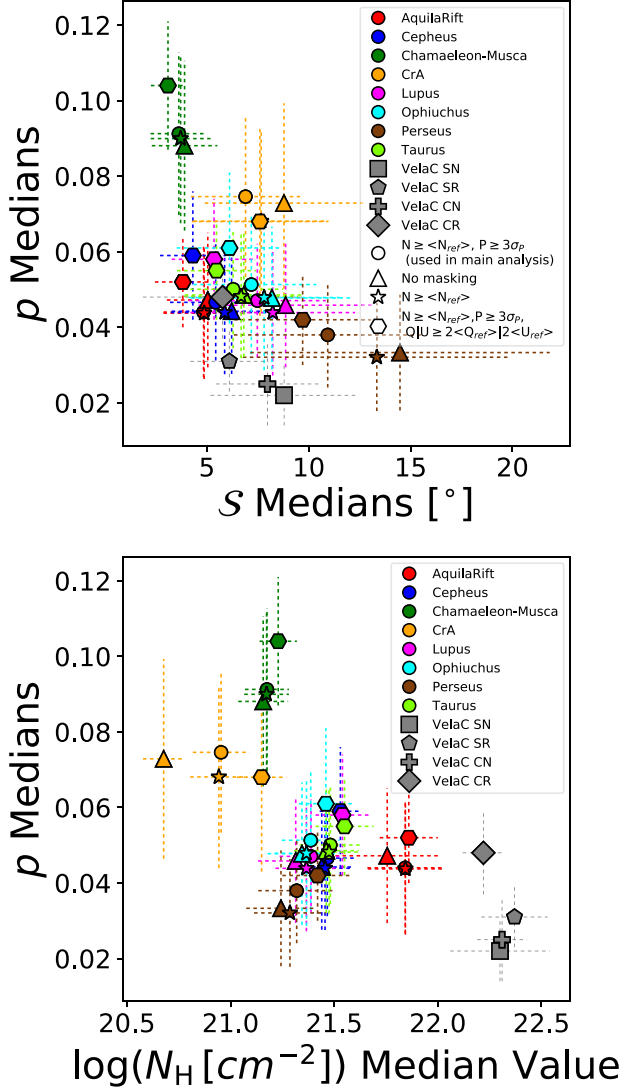 0.12
0.10
0.08
0.06
0.04
0.02
p Medians
AquilaRift
Cepheus
Chamaeleon-Musca
CrA
Lupus
Ophiuchus
Perseus
Taurus
VelaC SN
VelaC SR
VelaC CN
VelaC CR
N ≥ <N_ref>, P ≥ 3σ_P
(used in main analysis)
No masking
N ≥ <N_ref>
N ≥ <N_ref>, P ≥ 3σ_P,
Q|U ≥ 2<Q_ref>|2<U_ref>
5 10 15 20
𝒮 Medians [°]
0.12
0.10
0.08
0.06
0.04
0.02
p Medians
AquilaRift
Cepheus
Chamaeleon-Musca
CrA
Lupus
Ophiuchus
Perseus
Taurus
VelaC SN
VelaC SR
VelaC CN
VelaC CR
20.5 21.0 21.5 22.0 22.5
log(N_H [cm⁻²]) Median Value